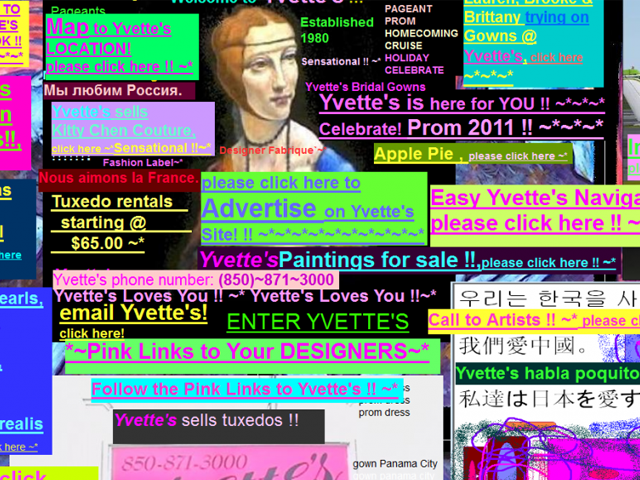 Welcome to Yvette's !!
Pageants
TO
E'S
K !!
~*~*
Map to Yvette's
LOCATION!
please click here !! ~*
Established
1980
Sensational !! ~*
PAGEANT
PROM
HOMECOMING
CRUISE
HOLIDAY
CELEBRATE
Lauren, Brooke &
Brittany trying on
Gowns @
Yvette's, click here
~*~*~*
Мы любим Россия.
Yvette's Bridal Gowns
Yvette's is here for YOU !! ~*~*~*
Celebrate! Prom 2011 !! ~*~*~*
Yvette's sells
Kitty Chen Couture,
click here ~*Sensational !!~*
Fashion Label~*
Designer Fabrique ~*
Apple Pie , please click here ~*
Nous aimons la France.
please click here to
Advertise on Yvette's
Site! !! ~*~*~*~*~*~*~*~*~*
Tuxedo rentals
starting @
$65.00 ~*
Easy Yvette's Naviga
please click here !! ~
here
Yvette's Paintings for sale !!,please click here !! ~*
Yvette's phone number: (850)~871~3000
Yvette's Loves You !! ~* Yvette's Loves You !!~*
earls,
email Yvette's!
click here!
ENTER YVETTE'S
우리는 한국을 사
Call to Artists !! ~* please c
*~Pink Links to Your DESIGNERS~*
我們愛中國。
Yvette's habla poquito
Follow the Pink Links to Yvette's !! ~*
prom dress
私達は日本を愛す
realis
k here ~*
Yvette's sells tuxedos !!
850-871-3000
gown Panama City
click